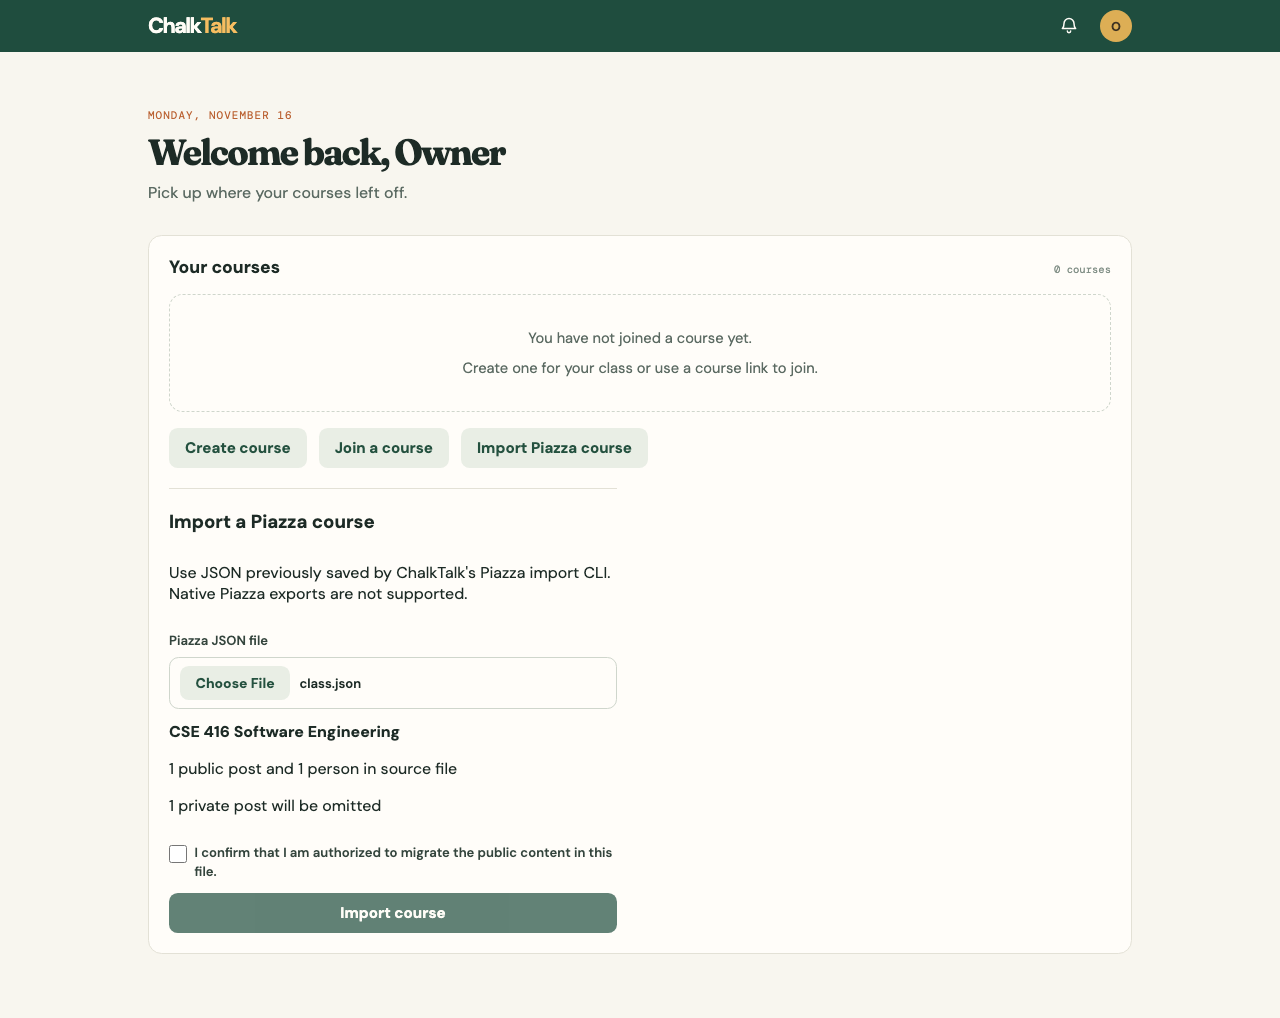 ChalkTalk
O
MONDAY, NOVEMBER 16
Welcome back, Owner
Pick up where your courses left off.
Your courses
0 courses
You have not joined a course yet.
Create one for your class or use a course link to join.
Create course
Join a course
Import Piazza course
Import a Piazza course
Use JSON previously saved by ChalkTalk's Piazza import CLI.
Native Piazza exports are not supported.
Piazza JSON file
Choose File
class.json
CSE 416 Software Engineering
1 public post and 1 person in source file
1 private post will be omitted
I confirm that I am authorized to migrate the public content in this
file.
Import course